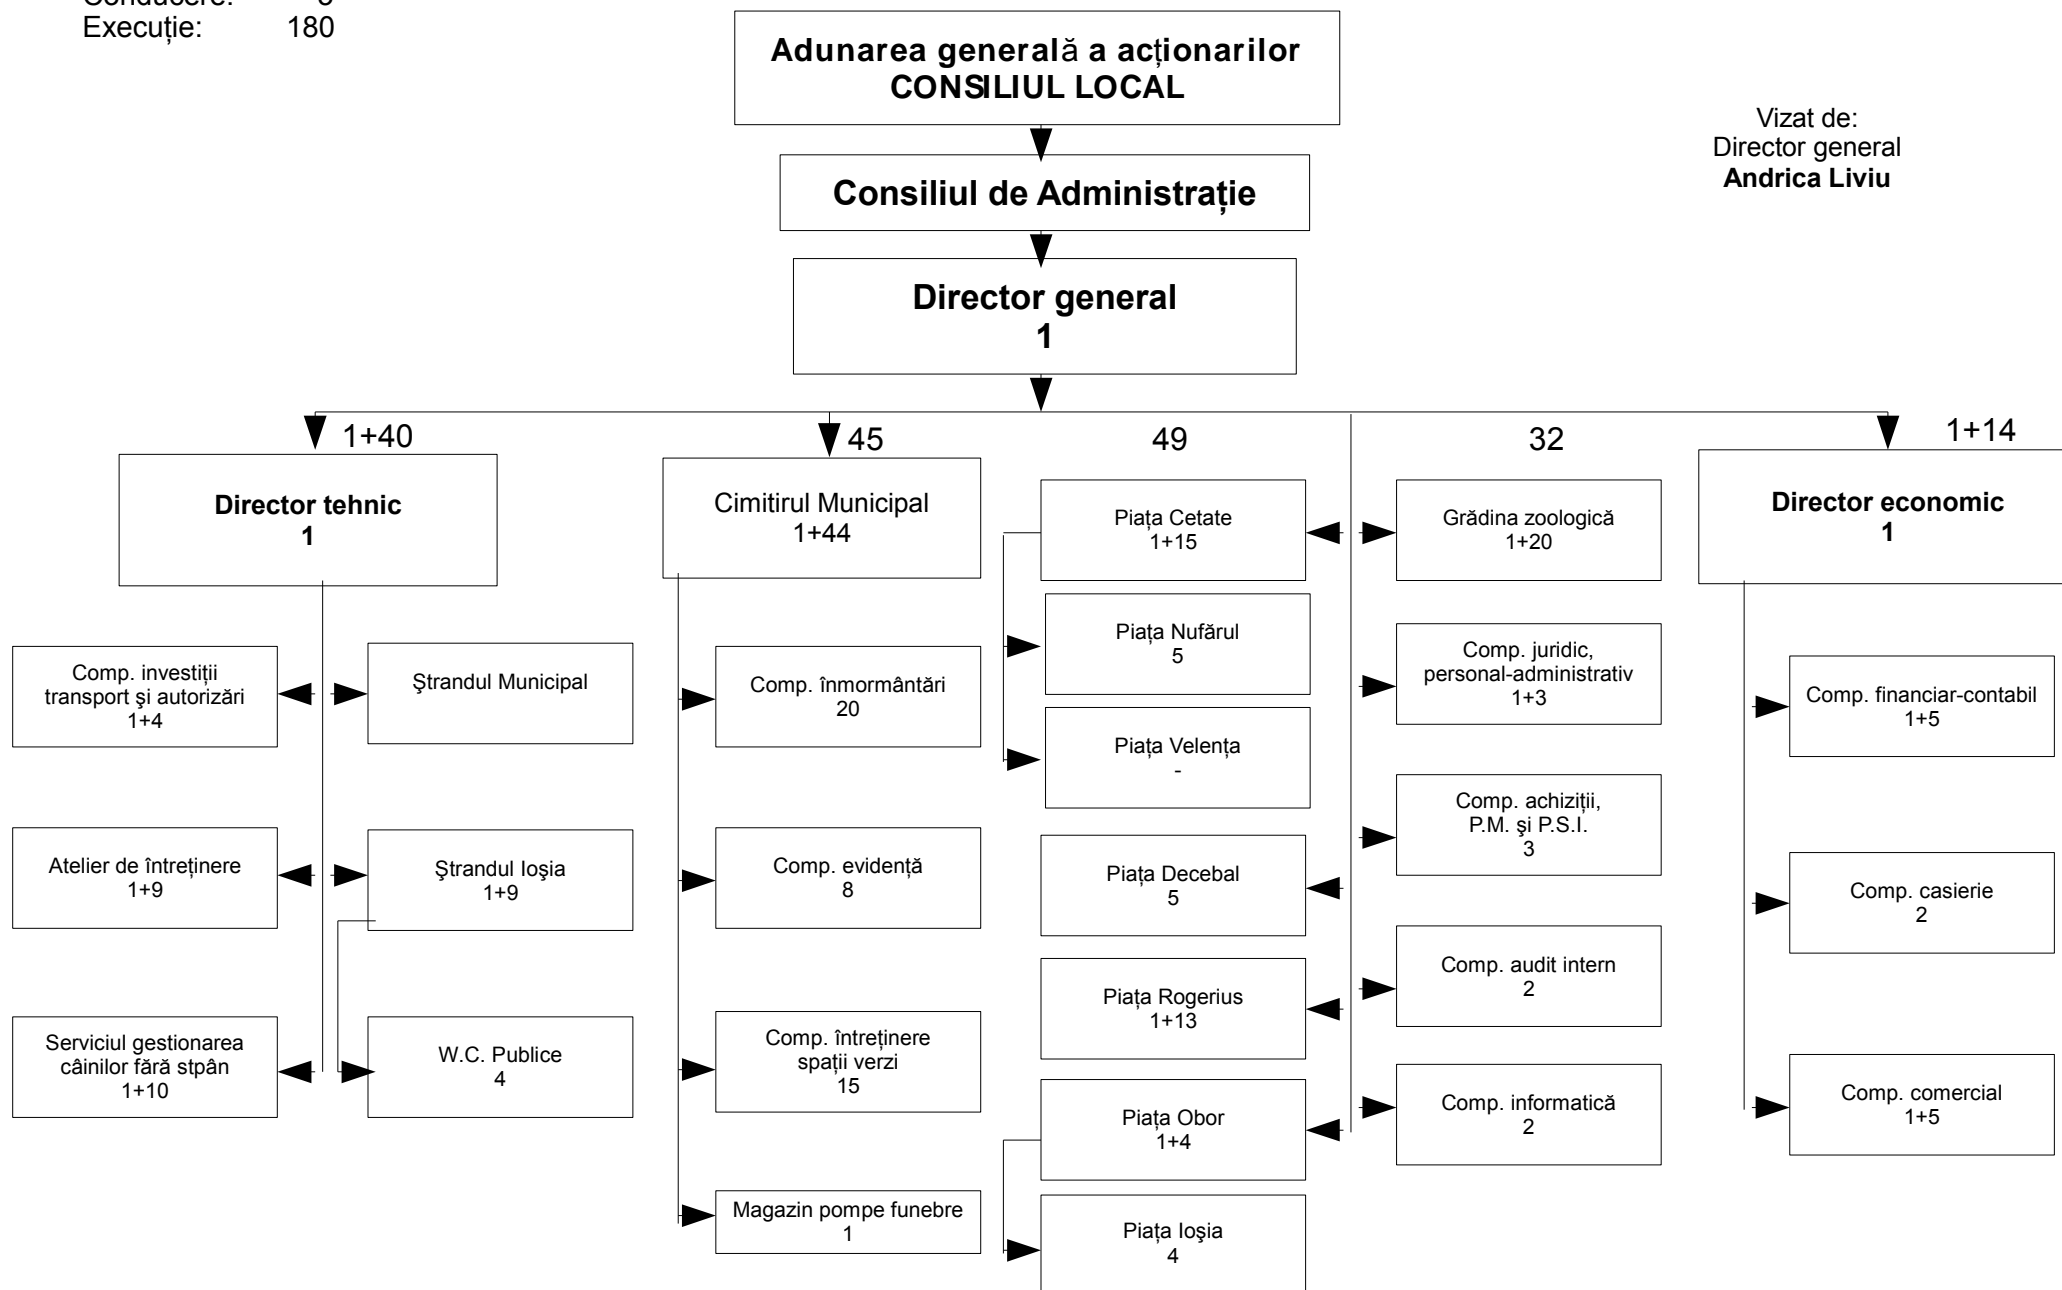 Execuție: 180
Adunarea generală a acționarilor
CONSILIUL LOCAL
Vizat de:
Director general
Andrica Liviu
Consiliul de Administrație
Director general
1
1+40
45
49
32
1+14
Director tehnic
1
Cimitirul Municipal
1+44
Piața Cetate
1+15
Grădina zoologică
1+20
Director economic
1
Comp. investiții
transport şi autorizări
1+4
Ştrandul Municipal
Comp. înmormântări
20
Piața Nufărul
5
Comp. juridic,
personal-administrativ
1+3
Comp. financiar-contabil
1+5
Piața Velența
-
Comp. achiziții,
P.M. şi P.S.I.
3
Atelier de întreținere
1+9
Ştrandul Ioşia
1+9
Comp. evidență
8
Piața Decebal
5
Comp. casierie
2
Piața Rogerius
1+13
Comp. audit intern
2
Serviciul gestionarea
câinilor fără stpân
1+10
W.C. Publice
4
Comp. întreținere
spații verzi
15
Piața Obor
1+4
Comp. informatică
2
Comp. comercial
1+5
Magazin pompe funebre
1
Piața Ioşia
4